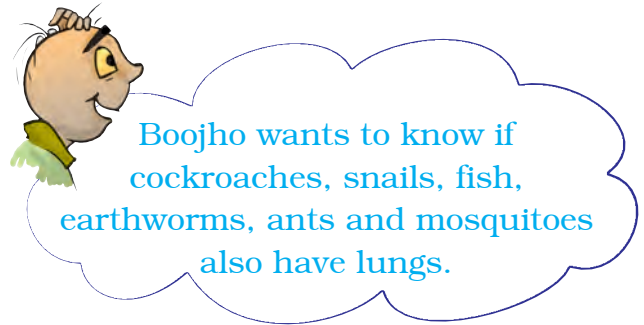 Boojho wants to know if
cockroaches, snails, fish,
earthworms, ants and mosquitoes
also have lungs.